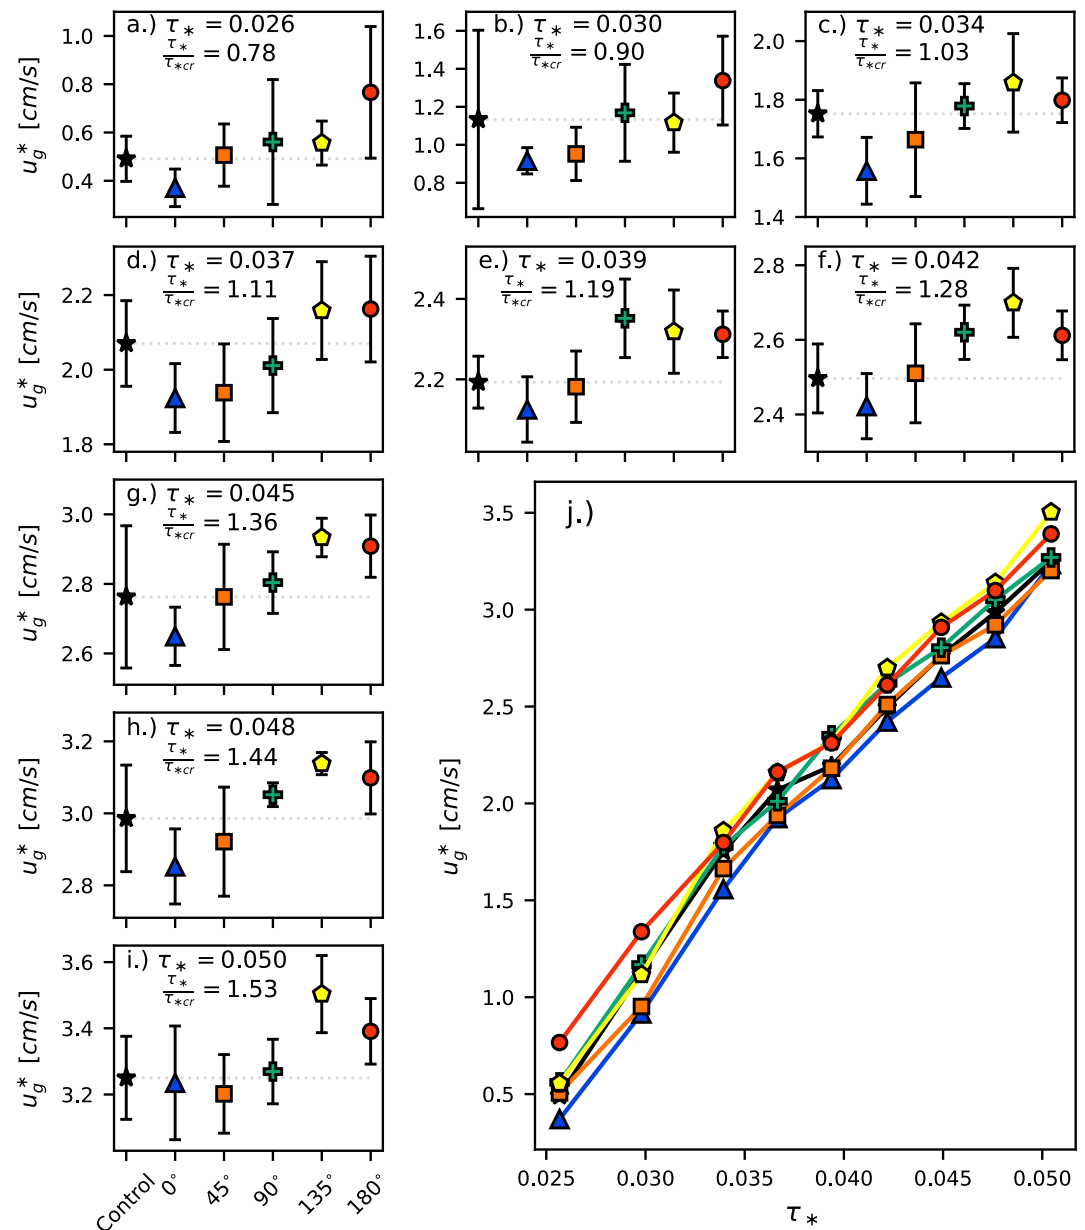 a.) τ* = 0.026
τ*/τ*cr = 0.78
u*g [cm/s]
1.0
0.8
0.6
0.4
b.) τ* = 0.030
τ*/τ*cr = 0.90
1.6
1.4
1.2
1.0
0.8
c.) τ* = 0.034
τ*/τ*cr = 1.03
2.0
1.8
1.6
1.4
d.) τ* = 0.037
τ*/τ*cr = 1.11
u*g [cm/s]
2.2
2.0
1.8
e.) τ* = 0.039
τ*/τ*cr = 1.19
2.4
2.2
f.) τ* = 0.042
τ*/τ*cr = 1.28
2.8
2.6
2.4
g.) τ* = 0.045
τ*/τ*cr = 1.36
u*g [cm/s]
3.0
2.8
2.6
h.) τ* = 0.048
τ*/τ*cr = 1.44
u*g [cm/s]
3.2
3.0
2.8
i.) τ* = 0.050
τ*/τ*cr = 1.53
u*g [cm/s]
3.6
3.4
3.2
Control 0° 45° 90° 135° 180°
j.)
u*g [cm/s]
3.5
3.0
2.5
2.0
1.5
1.0
0.5
0.025 0.030 0.035 0.040 0.045 0.050
τ*